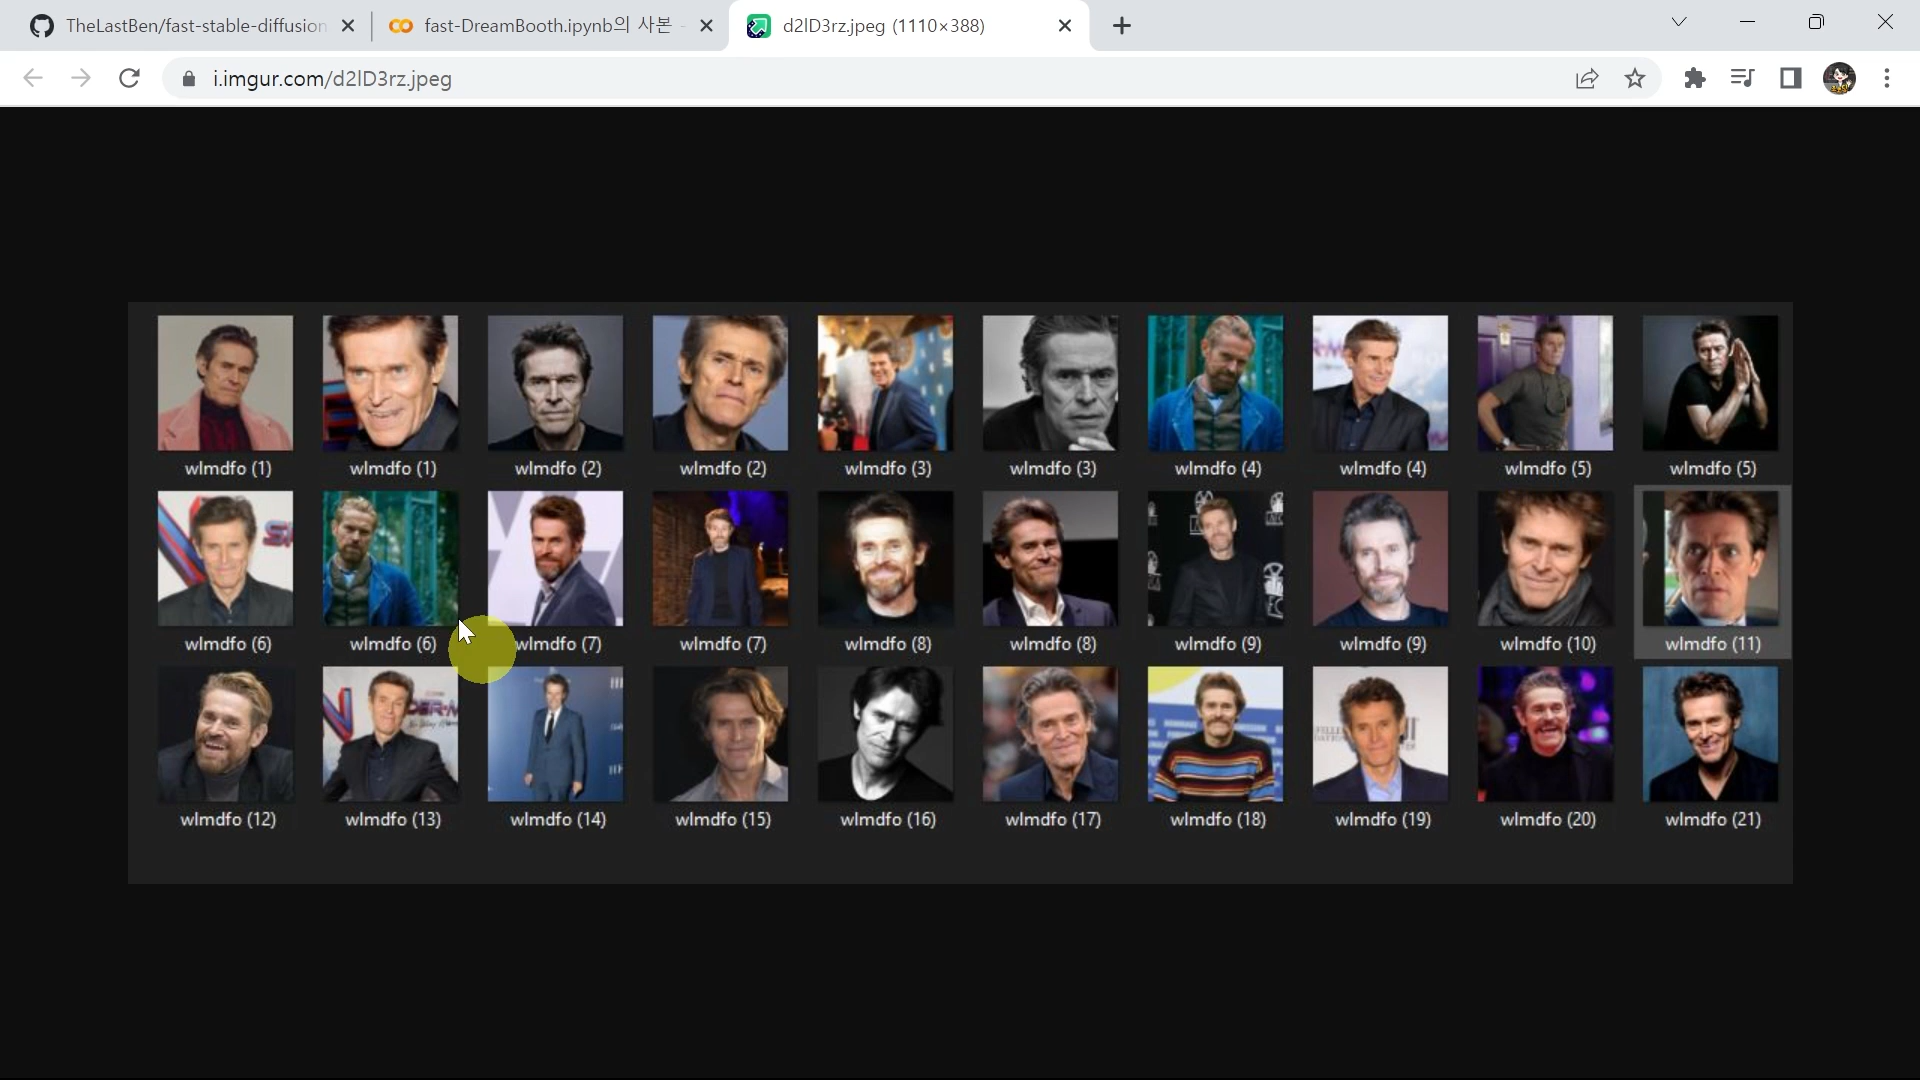 TheLastBen/fast-stable-diffusion
fast-DreamBooth.ipynb의 사본
d2lD3rz.jpeg (1110×388)
i.imgur.com/d2lD3rz.jpeg
wlmdfo (1) wlmdfo (1) wlmdfo (2) wlmdfo (2) wlmdfo (3) wlmdfo (3) wlmdfo (4) wlmdfo (4) wlmdfo (5) wlmdfo (5)
wlmdfo (6) wlmdfo (6) wlmdfo (7) wlmdfo (7) wlmdfo (8) wlmdfo (8) wlmdfo (9) wlmdfo (9) wlmdfo (10) wlmdfo (11)
wlmdfo (12) wlmdfo (13) wlmdfo (14) wlmdfo (15) wlmdfo (16) wlmdfo (17) wlmdfo (18) wlmdfo (19) wlmdfo (20) wlmdfo (21)